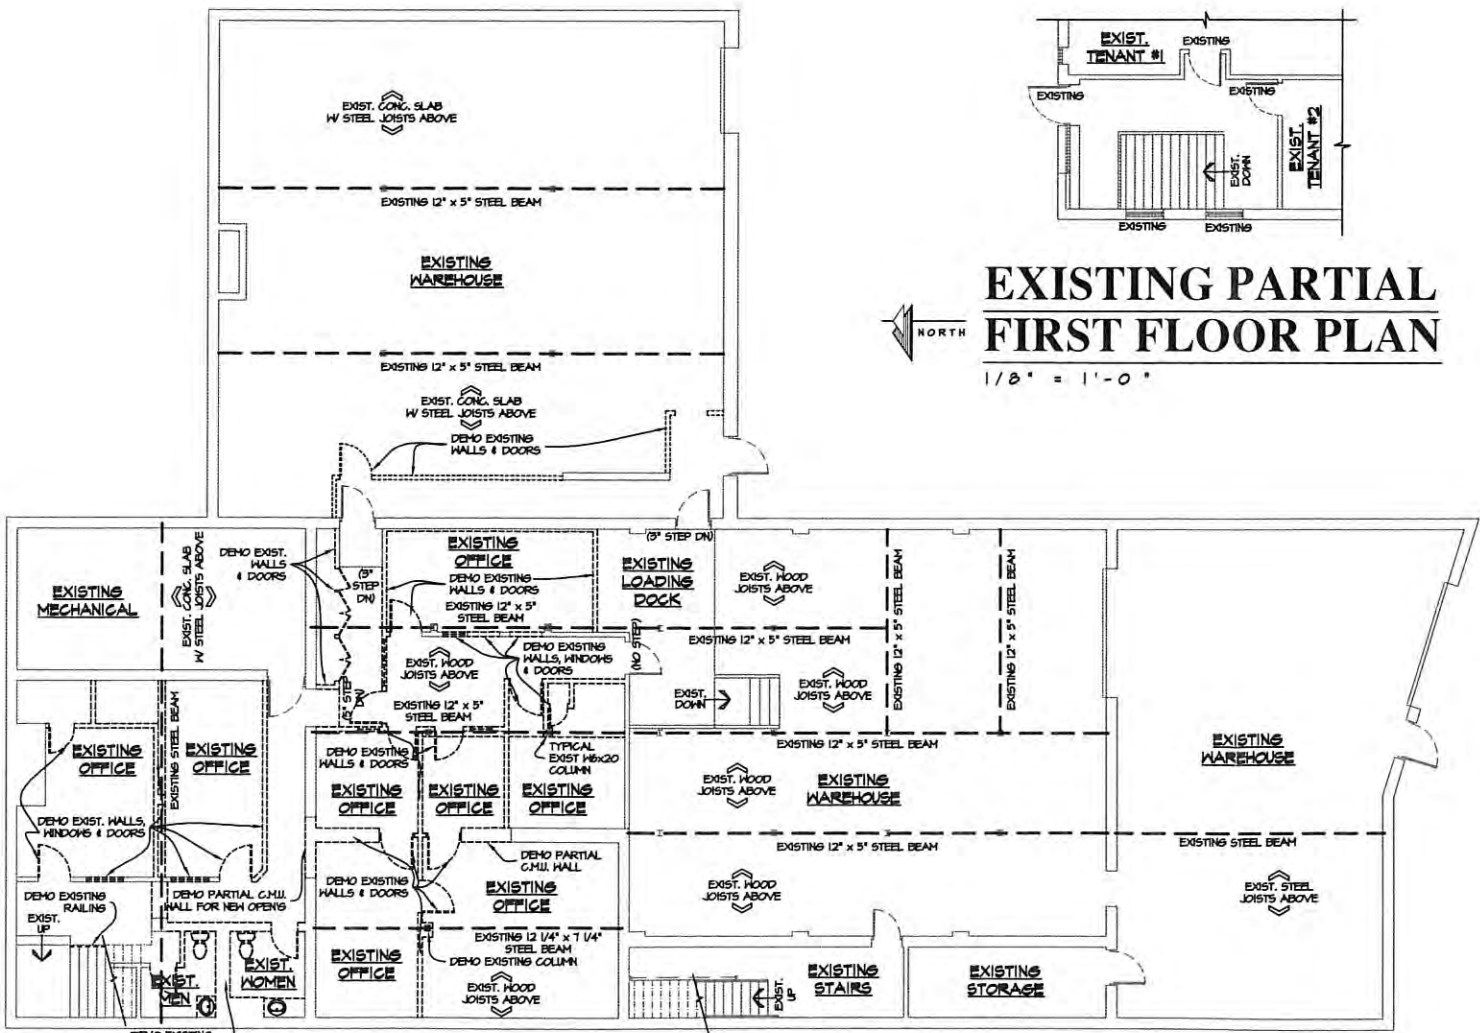 EXIST. CONC. SLAB
W/ STEEL JOISTS ABOVE
EXISTING 12" x 5" STEEL BEAM
EXISTING
WAREHOUSE
EXISTING 12" x 5" STEEL BEAM
EXIST. CONC. SLAB
W/ STEEL JOISTS ABOVE
DEMO EXISTING
WALLS & DOORS
EXIST.
TENANT #1
EXISTING
EXISTING
EXISTING
EXIST.
TENANT #2
EXIST.
DOWN
EXISTING
EXISTING
NORTH
EXISTING PARTIAL
FIRST FLOOR PLAN
1/8" = 1'-0"
EXISTING
MECHANICAL
EXIST. CONC. SLAB
W/ STEEL JOISTS ABOVE
DEMO EXIST.
WALLS
& DOORS
(3" STEP DN)
EXISTING
OFFICE
DEMO EXISTING
WALLS & DOORS
EXISTING 12" x 5"
STEEL BEAM
(3" STEP DN)
EXISTING
LOADING
DOCK
EXIST. WOOD
JOISTS ABOVE
EXISTING 12" x 5" STEEL BEAM
EXISTING 12" x 5" STEEL BEAM
EXISTING 12" x 5" STEEL BEAM
(NO STEP)
DEMO EXISTING
WALLS, WINDOWS
& DOORS
EXIST. WOOD
JOISTS ABOVE
EXIST. WOOD
JOISTS ABOVE
EXIST.
DOWN
STEP DN)
EXISTING 12" x 5"
STEEL BEAM
EXISTING 12" x 5" STEEL BEAM
EXISTING
OFFICE
EXISTING STEEL BEAM
EXISTING
OFFICE
DEMO EXISTING
WALLS & DOORS
TYPICAL
EXIST W6x20
COLUMN
EXISTING
WAREHOUSE
EXIST. WOOD
JOISTS ABOVE
EXISTING
WAREHOUSE
EXISTING
OFFICE
EXISTING
OFFICE
EXISTING
OFFICE
DEMO EXIST. WALLS,
WINDOWS & DOORS
EXISTING 12" x 5" STEEL BEAM
EXISTING STEEL BEAM
DEMO PARTIAL
C.M.U. WALL
DEMO EXISTING
RAILING
DEMO PARTIAL C.M.U.
WALL FOR NEW OPEN'G
DEMO EXISTING
WALLS & DOORS
EXISTING
OFFICE
EXIST. WOOD
JOISTS ABOVE
EXIST. STEEL
JOISTS ABOVE
EXIST.
UP
EXISTING 12 1/4" x 7 1/4"
STEEL BEAM
DEMO EXISTING COLUMN
EXISTING
OFFICE
EXIST.
MEN
EXIST.
WOMEN
EXIST. WOOD
JOISTS ABOVE
EXIST.
UP
EXISTING
STAIRS
EXISTING
STORAGE
DEMO EXISTING